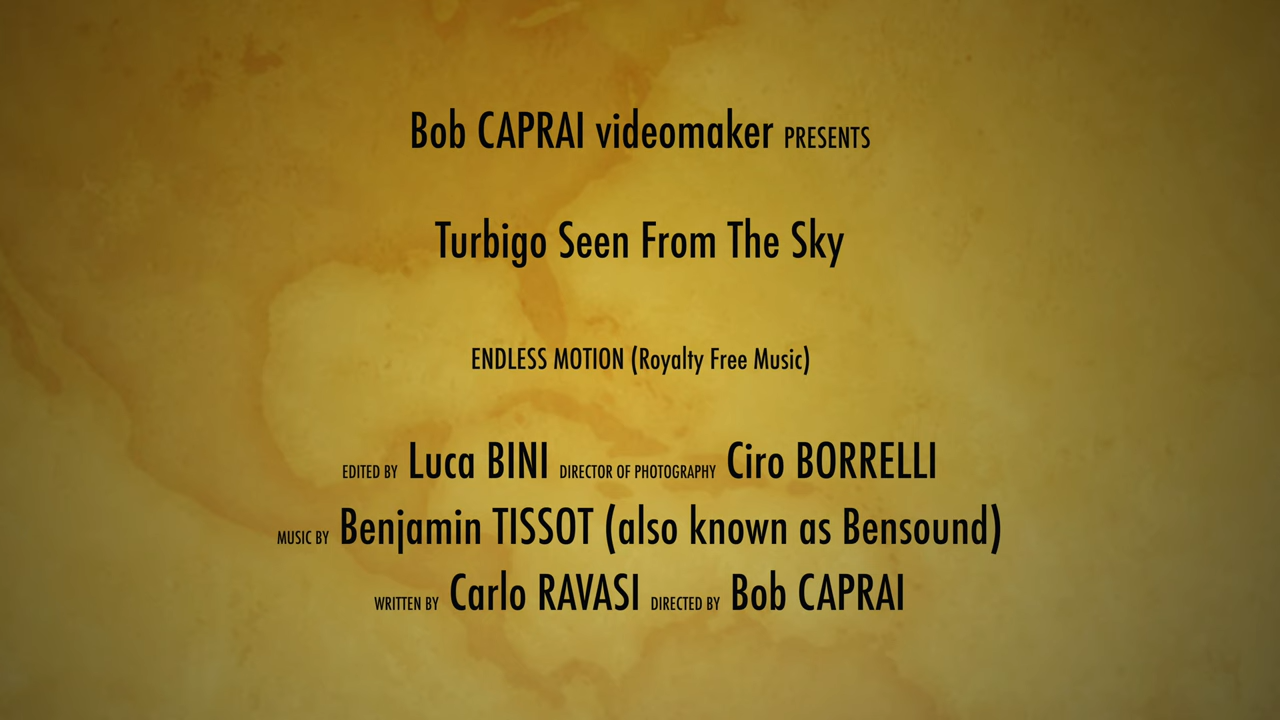 Bob CAPRAI videomaker PRESENTS
Turbigo Seen From The Sky
ENDLESS MOTION (Royalty Free Music)
EDITED BY Luca BINI DIRECTOR OF PHOTOGRAPHY Ciro BORRELLI
MUSIC BY Benjamin TISSOT (also known as Bensound)
WRITTEN BY Carlo RAVASI DIRECTED BY Bob CAPRAI